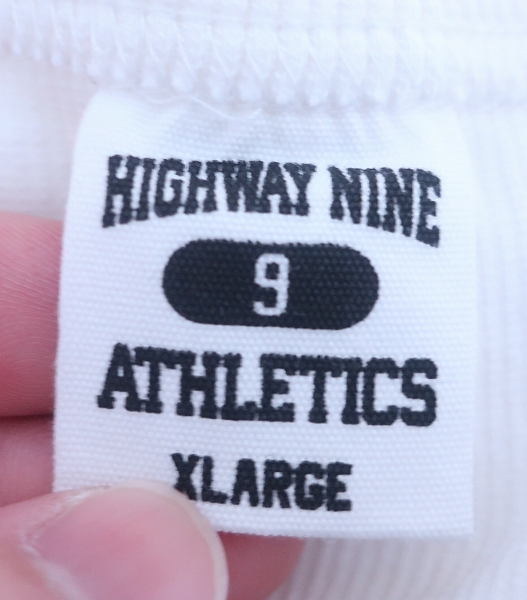 HIGHWAY NINE
9
ATHLETICS
XLARGE